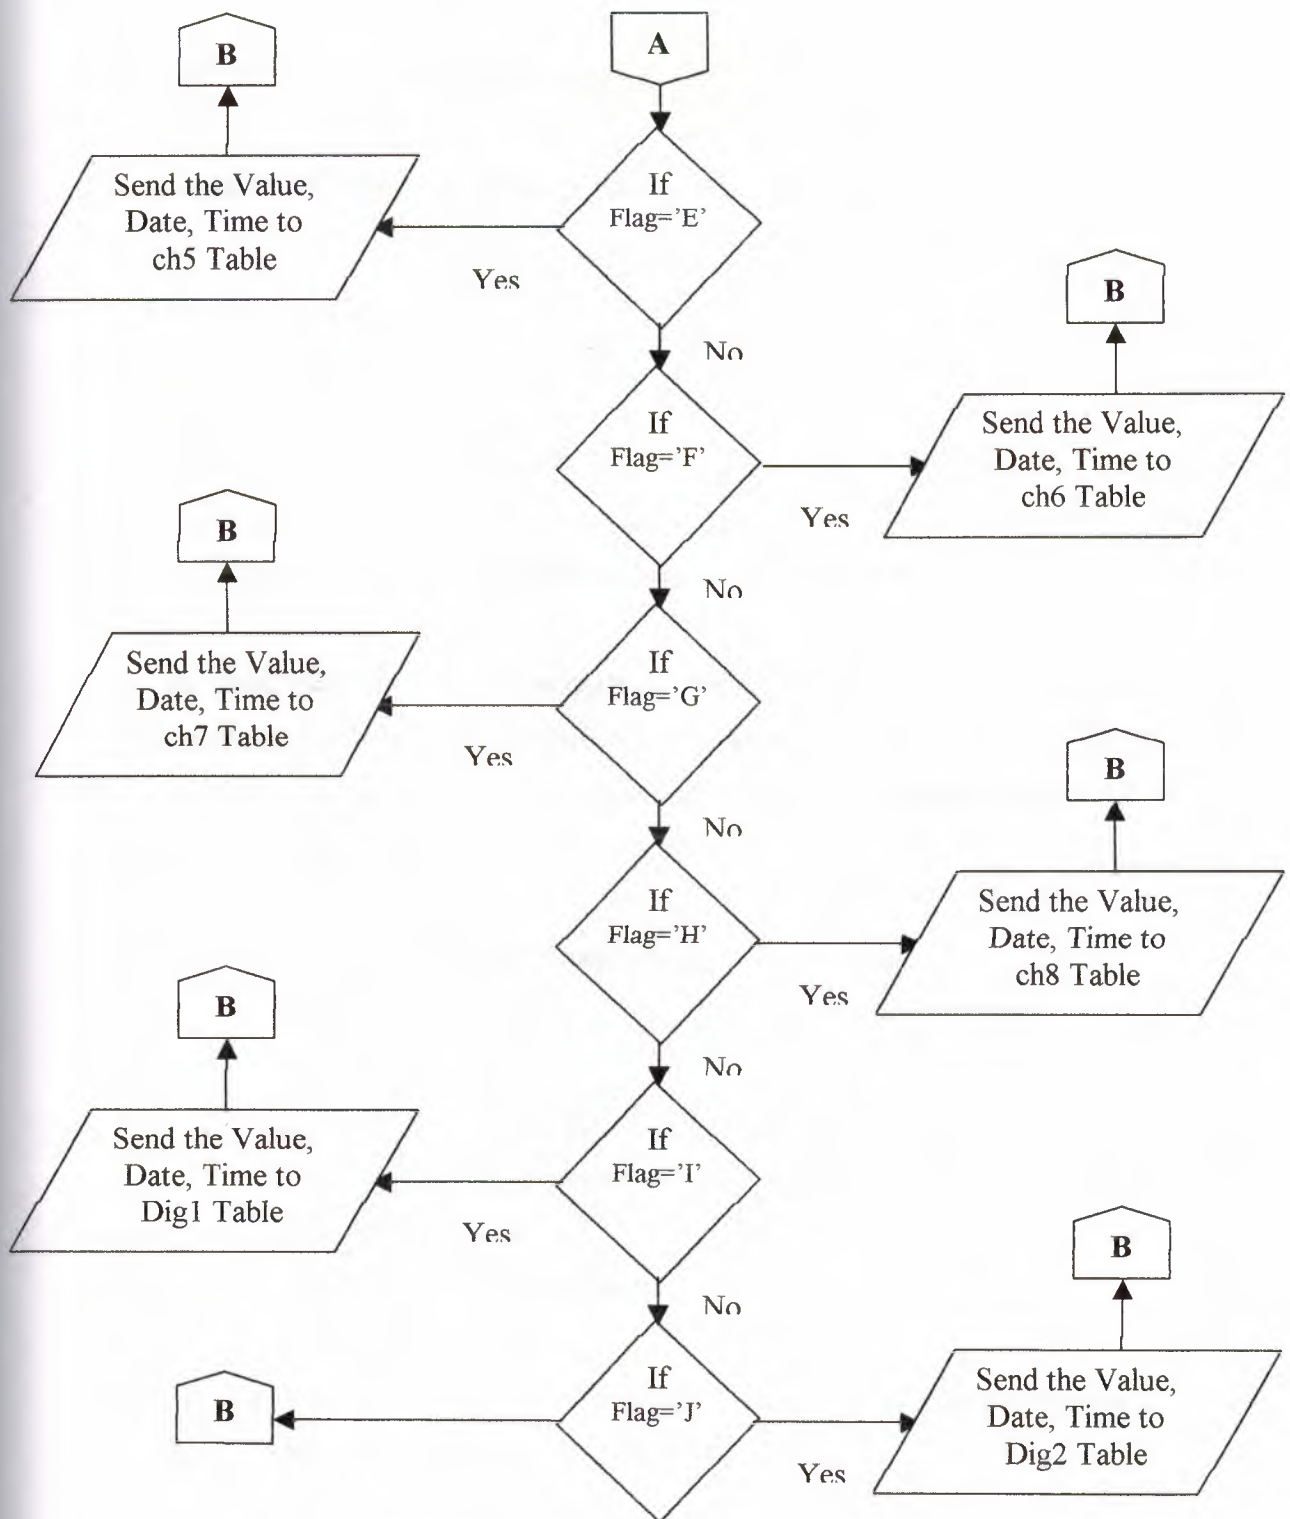 B
A
If
Flag='E'
Send the Value,
Date, Time to
ch5 Table
Yes
No
B
If
Flag='F'
Send the Value,
Date, Time to
ch6 Table
Yes
No
B
If
Flag='G'
Send the Value,
Date, Time to
ch7 Table
Yes
No
B
If
Flag='H'
Send the Value,
Date, Time to
ch8 Table
Yes
No
B
If
Flag='I'
Send the Value,
Date, Time to
Dig1 Table
Yes
No
B
If
Flag='J'
Send the Value,
Date, Time to
Dig2 Table
Yes
B